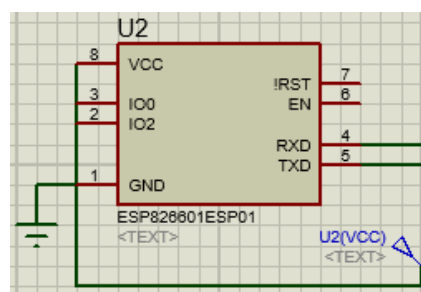 U2
8 VCC
!RST 7
3 IO0
EN 6
2 IO2
RXD 4
TXD 5
1 GND
ESP826601ESP01
<TEXT>
U2(VCC)
<TEXT>